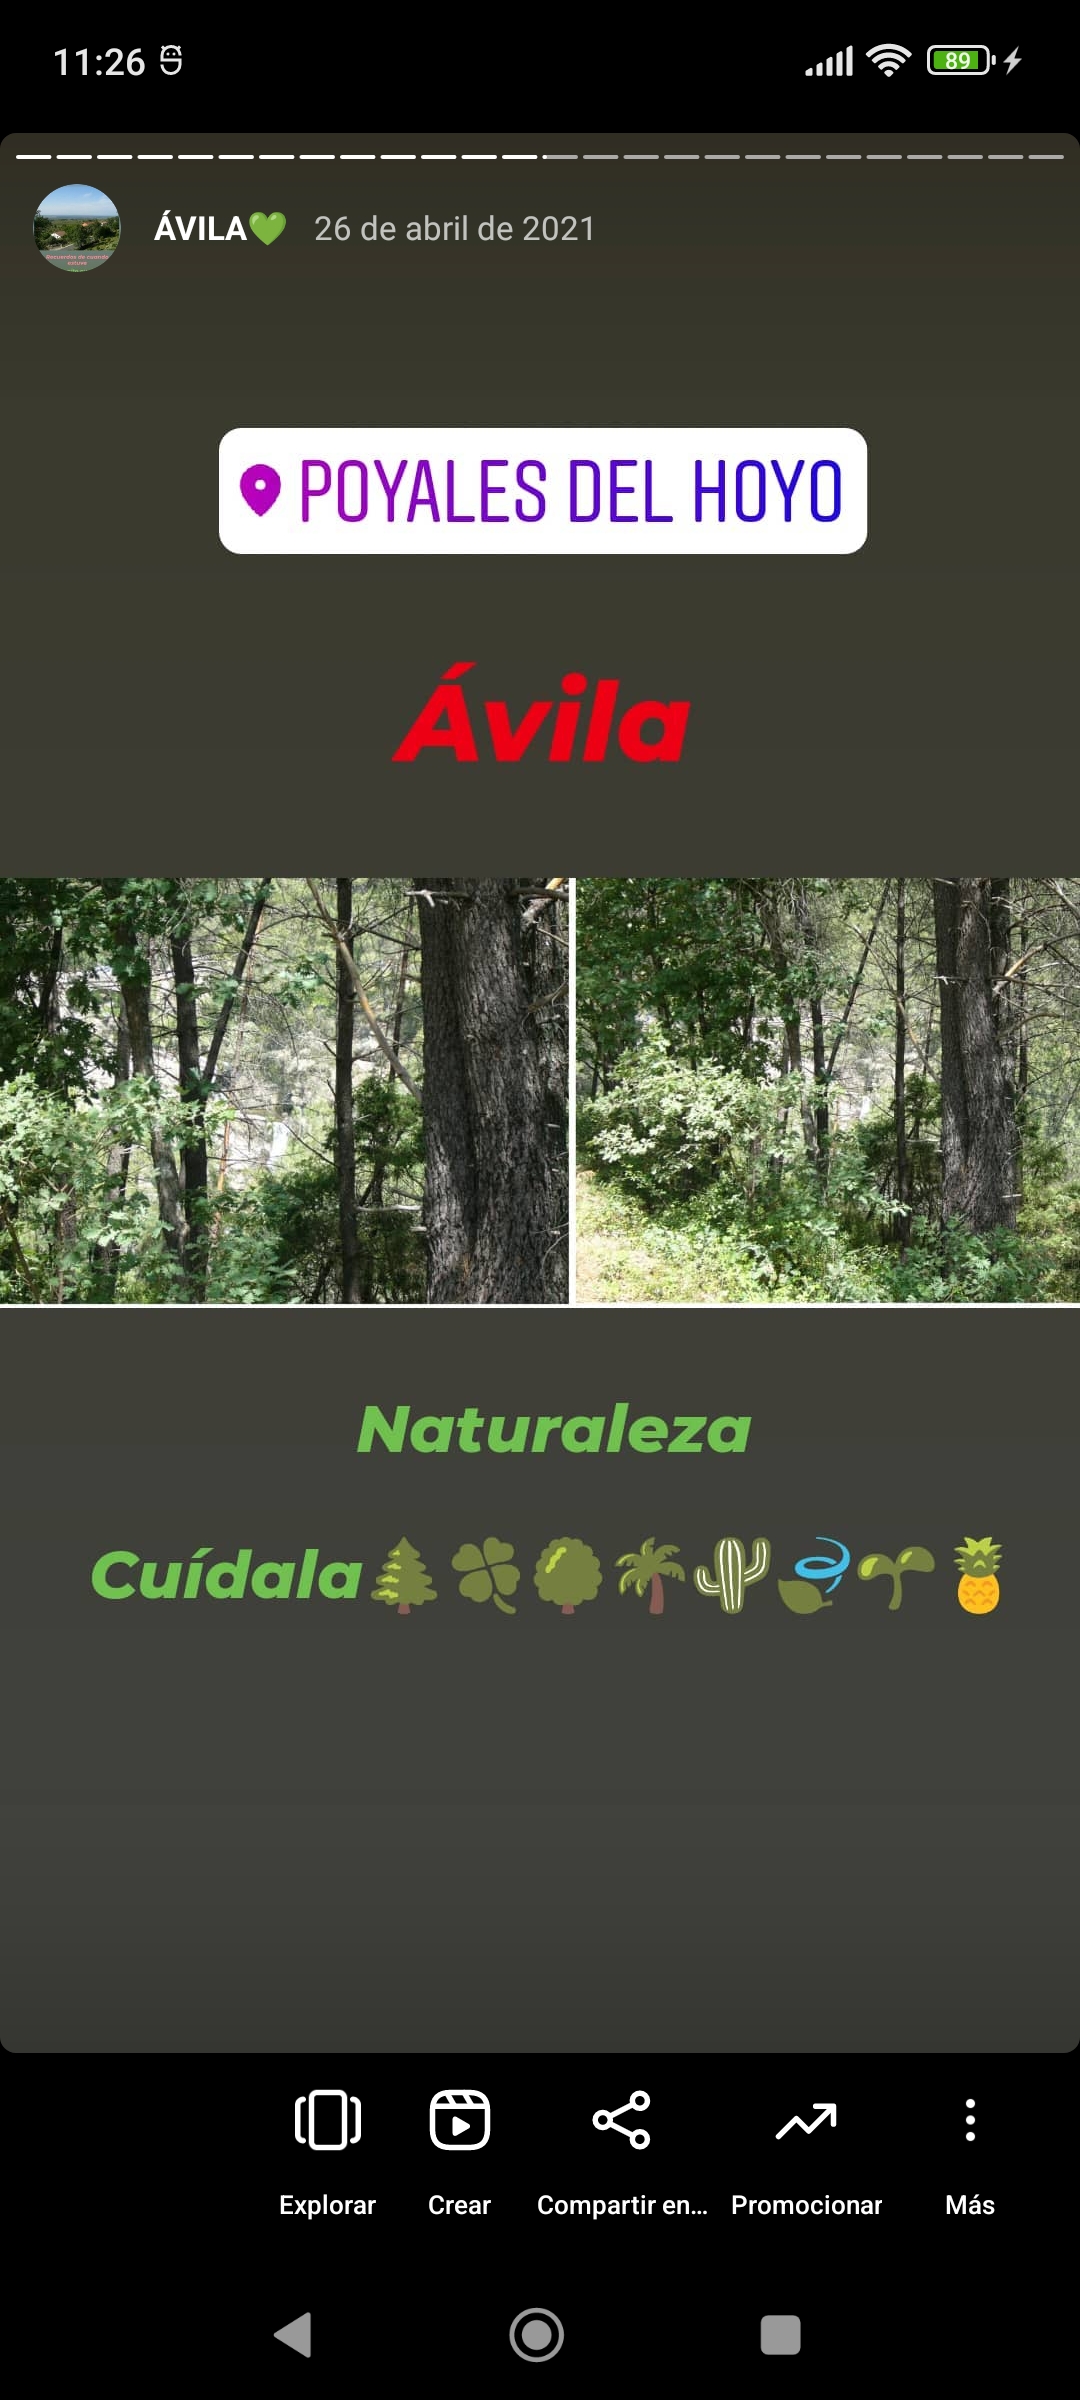 11:26
89
ÁVILA💚 26 de abril de 2021
POYALES DEL HOYO
Ávila
Naturaleza
Cuídala🌲🍀🌳🌴🌵🍃🌱🍍
Explorar Crear Compartir en... Promocionar Más